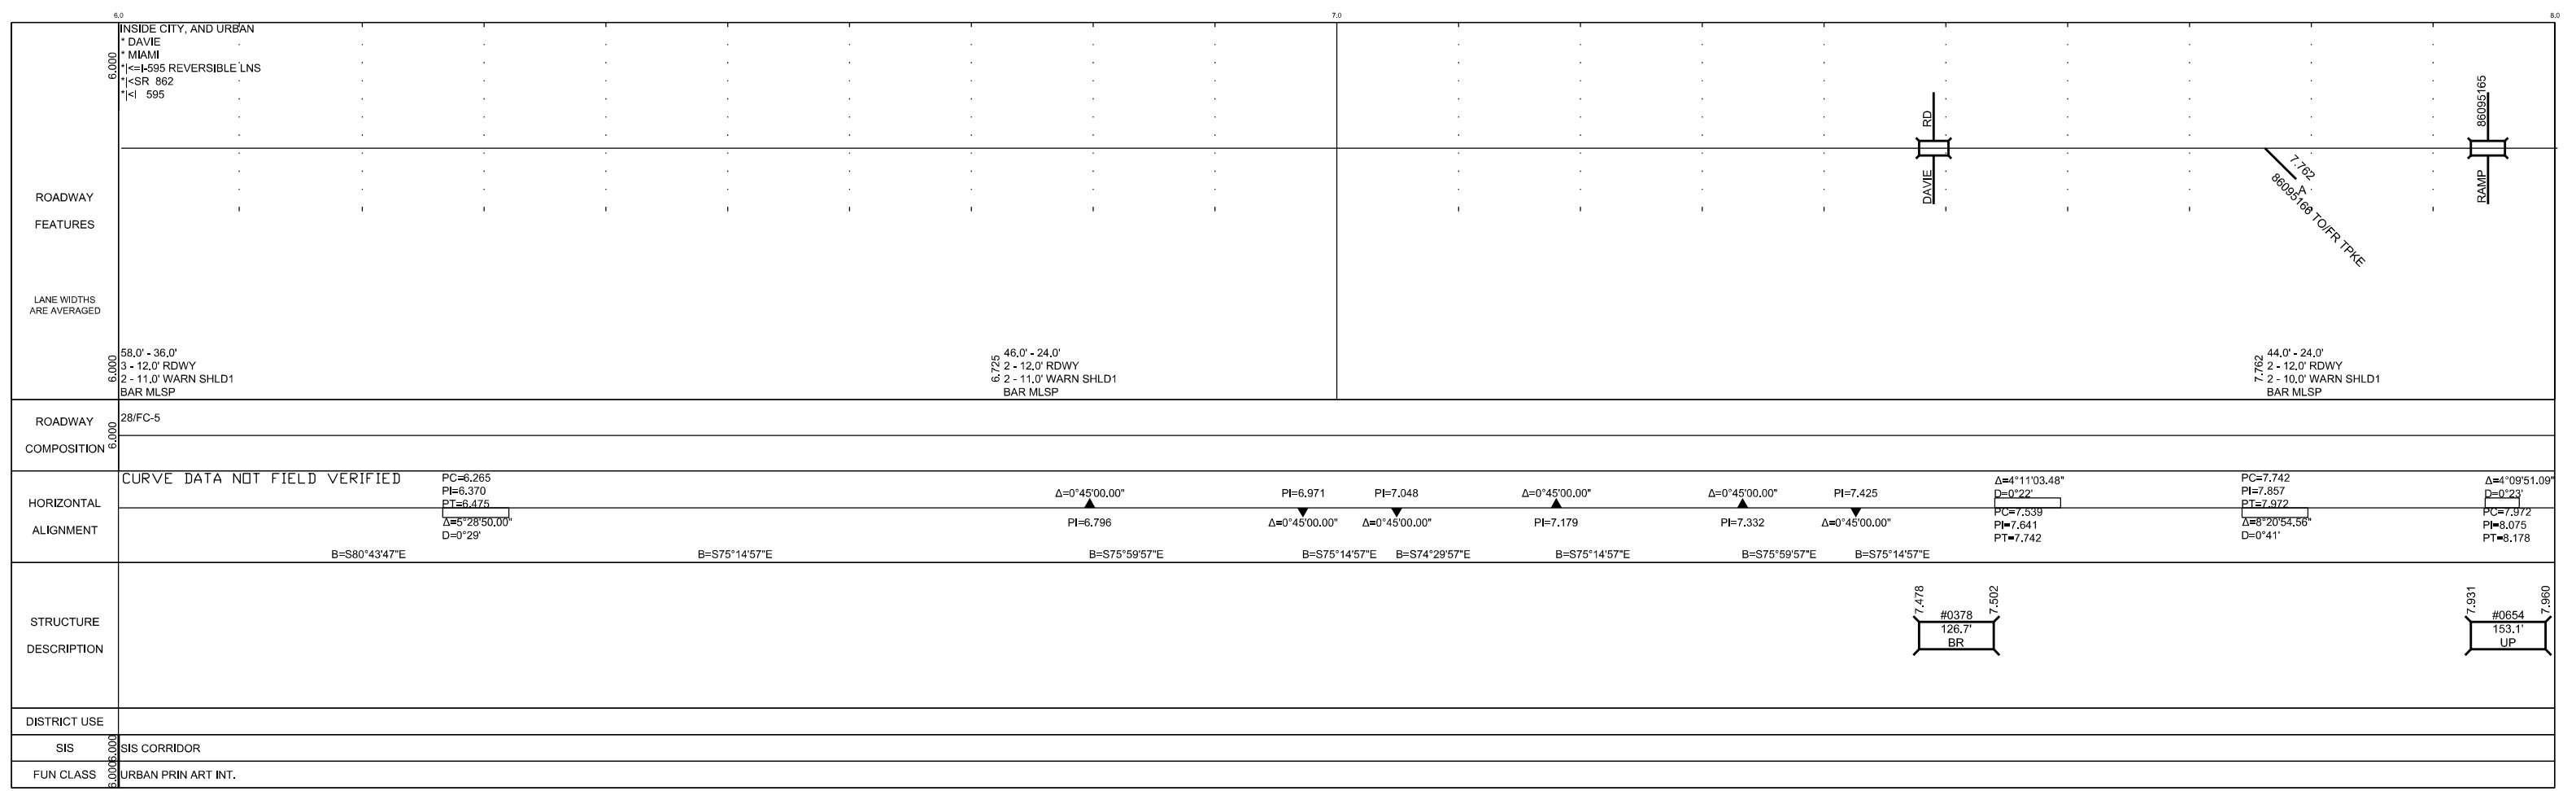 6.0
7.0
8.0
6.000
INSIDE CITY, AND URBAN
* DAVIE
* MIAMI
*|<=I-595 REVERSIBLE LNS
*|<SR 862
*|<I 595
ROADWAY
FEATURES
LANE WIDTHS
ARE AVERAGED
DAVIE RD
7.762
A
86095166 TO/FR TPKE
RAMP 86095165
6.000
58.0' - 36.0'
3 - 12.0' RDWY
2 - 11.0' WARN SHLD1
BAR MLSP
6.725
46.0' - 24.0'
2 - 12.0' RDWY
2 - 11.0' WARN SHLD1
BAR MLSP
7.762
44.0' - 24.0'
2 - 12.0' RDWY
2 - 10.0' WARN SHLD1
BAR MLSP
ROADWAY
COMPOSITION
6.000
28/FC-5
HORIZONTAL
ALIGNMENT
CURVE DATA NOT FIELD VERIFIED
PC=6.265
PI=6.370
PT=6.475
Δ=5°28'50.00"
D=0°29'
Δ=0°45'00.00"
PI=6.796
PI=6.971
Δ=0°45'00.00"
PI=7.048
Δ=0°45'00.00"
Δ=0°45'00.00"
PI=7.179
Δ=0°45'00.00"
PI=7.332
PI=7.425
Δ=0°45'00.00"
Δ=4°11'03.48"
D=0°22'
PC=7.539
PI=7.641
PT=7.742
PC=7.742
PI=7.857
PT=7.972
Δ=8°20'54.56"
D=0°41'
Δ=4°09'51.09"
D=0°23'
PC=7.972
PI=8.075
PT=8.178
B=S80°43'47"E
B=S75°14'57"E
B=S75°59'57"E
B=S75°14'57"E
B=S74°29'57"E
B=S75°14'57"E
B=S75°59'57"E
B=S75°14'57"E
STRUCTURE
DESCRIPTION
7.478
#0378
126.7'
BR
7.502
7.931
#0654
153.1'
UP
7.960
DISTRICT USE
SIS
6.000
SIS CORRIDOR
FUN CLASS
6.000
URBAN PRIN ART INT.